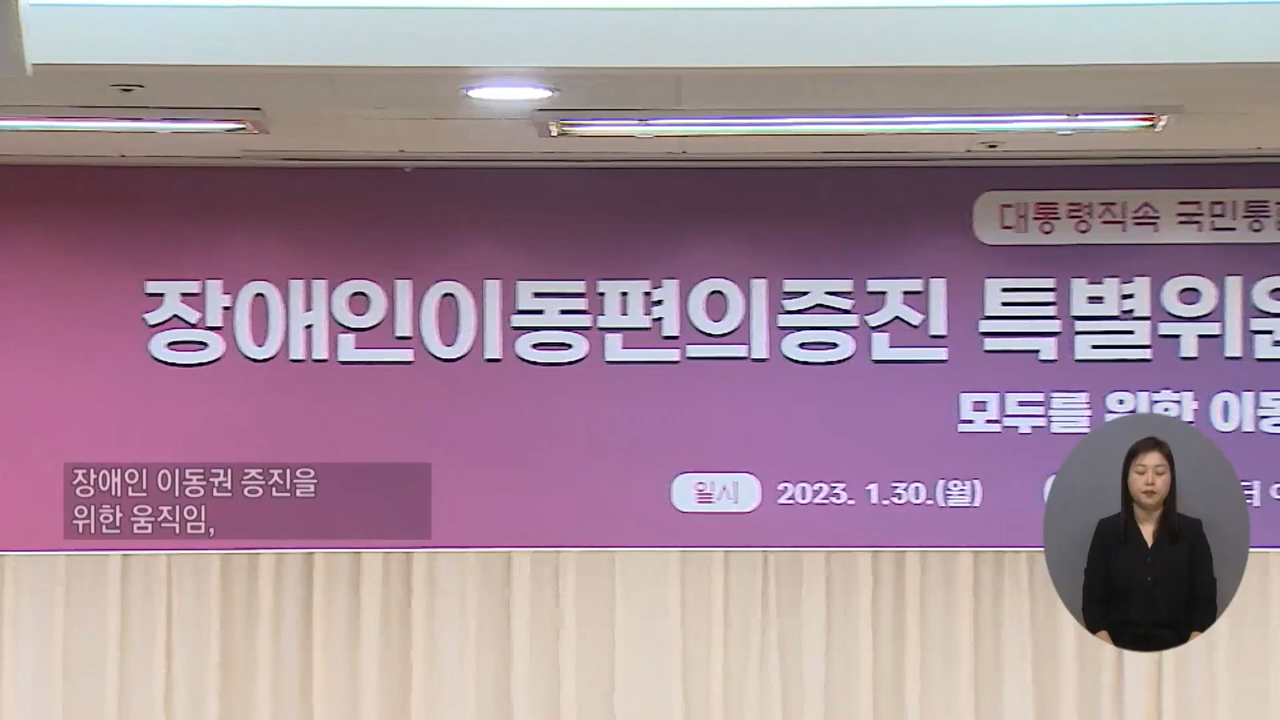 대통령직속 국민통
장애인이동편의증진 특별위
모두를 위한 이동
일시 2023. 1.30.(월)
장애인 이동권 증진을
위한 움직임,